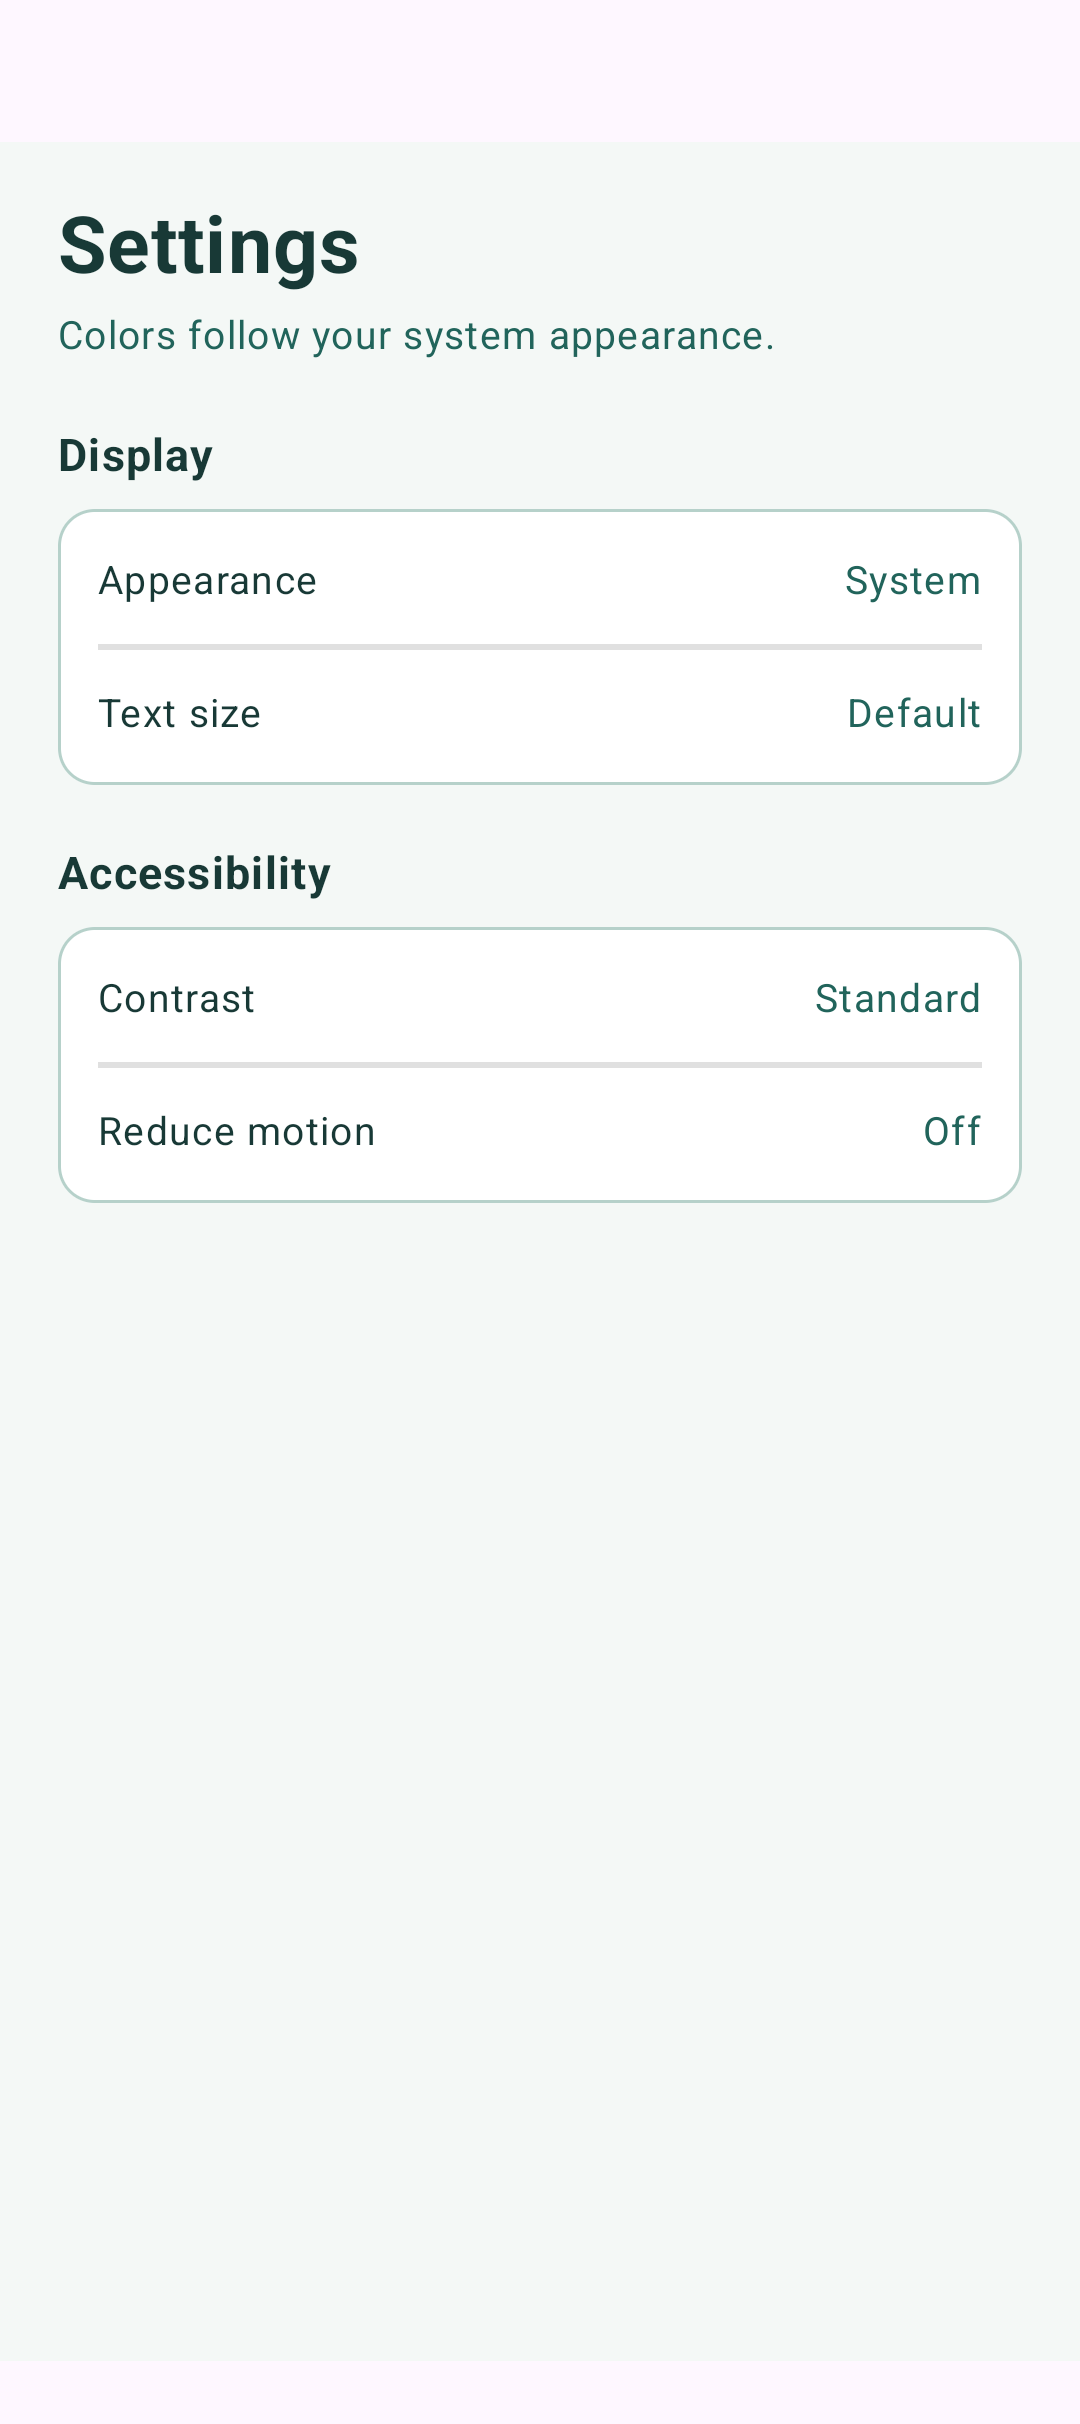 Settings
Colors follow your system appearance.
Display
Appearance System
Text size Default
Accessibility
Contrast Standard
Reduce motion Off